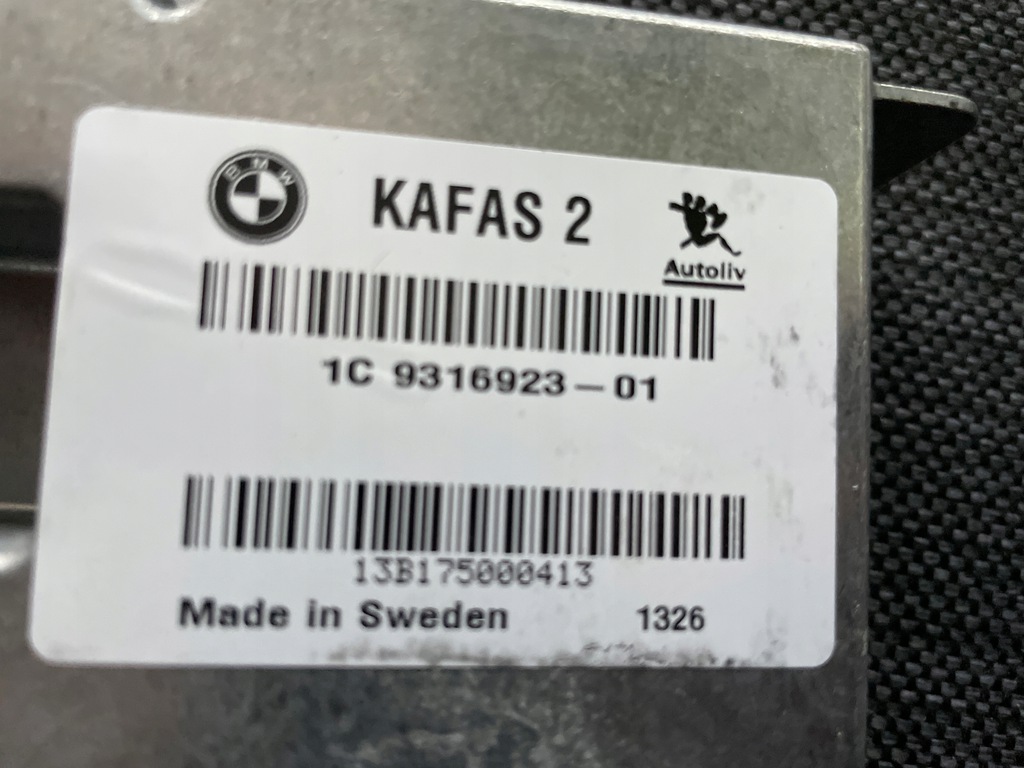 BMW
KAFAS 2
Autoliv
1C 9316923-01
13B175000413
Made in Sweden 1326